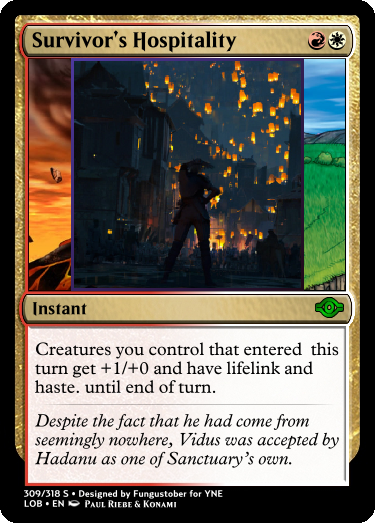 Survivor's Hospitality
Instant
Creatures you control that entered  this
turn get +1/+0 and have lifelink and
haste. until end of turn.
Despite the fact that he had come from
seemingly nowhere, Vidus was accepted by
Hadanu as one of Sanctuary's own.
309/318 S • Designed by Fungustober for YNE
LOB • EN Paul Riebe & Konami